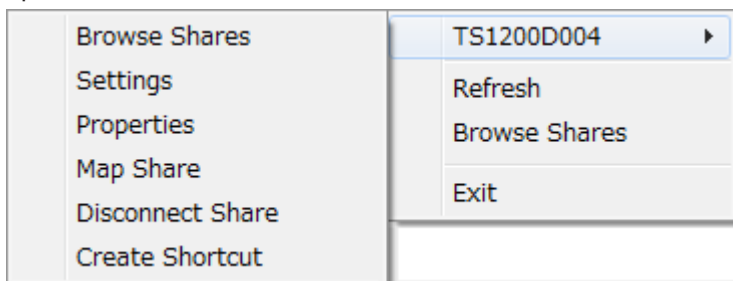 Browse Shares
Settings
Properties
Map Share
Disconnect Share
Create Shortcut
TS1200D004
Refresh
Browse Shares
Exit